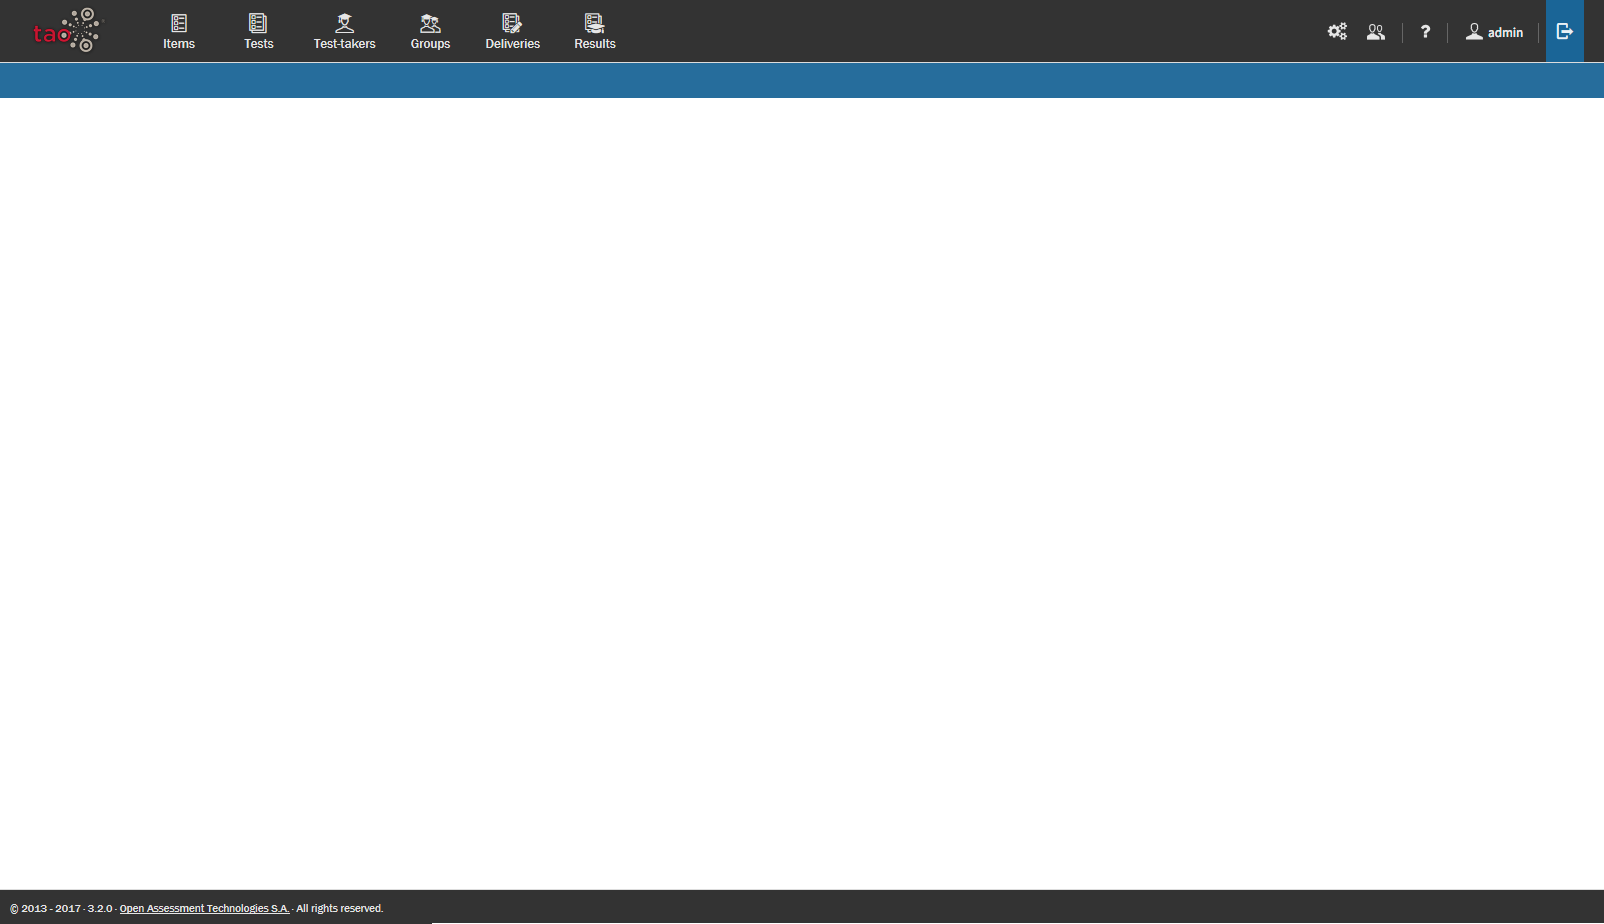 tao
Items Tests Test-takers Groups Deliveries Results ? admin
© 2013 - 2017 · 3.2.0 · Open Assessment Technologies S.A. · All rights reserved.